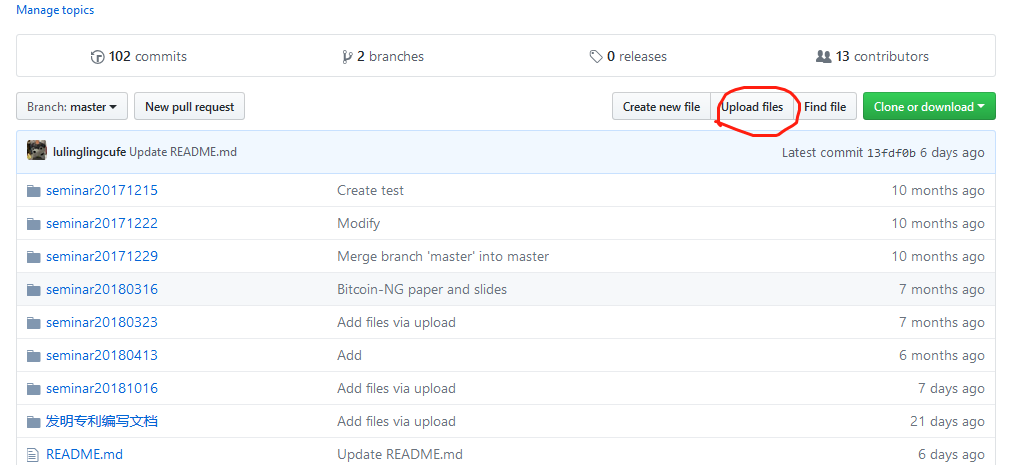 Manage topics
102 commits 2 branches 0 releases 13 contributors
Branch: master New pull request Create new file Upload files Find file Clone or download
lulinglingcufe Update README.md Latest commit 13fdf0b 6 days ago
seminar20171215 Create test 10 months ago
seminar20171222 Modify 10 months ago
seminar20171229 Merge branch 'master' into master 10 months ago
seminar20180316 Bitcoin-NG paper and slides 7 months ago
seminar20180323 Add files via upload 7 months ago
seminar20180413 Add 6 months ago
seminar20181016 Add files via upload 7 days ago
发明专利编写文档 Add files via upload 21 days ago
README.md Update README.md 6 days ago